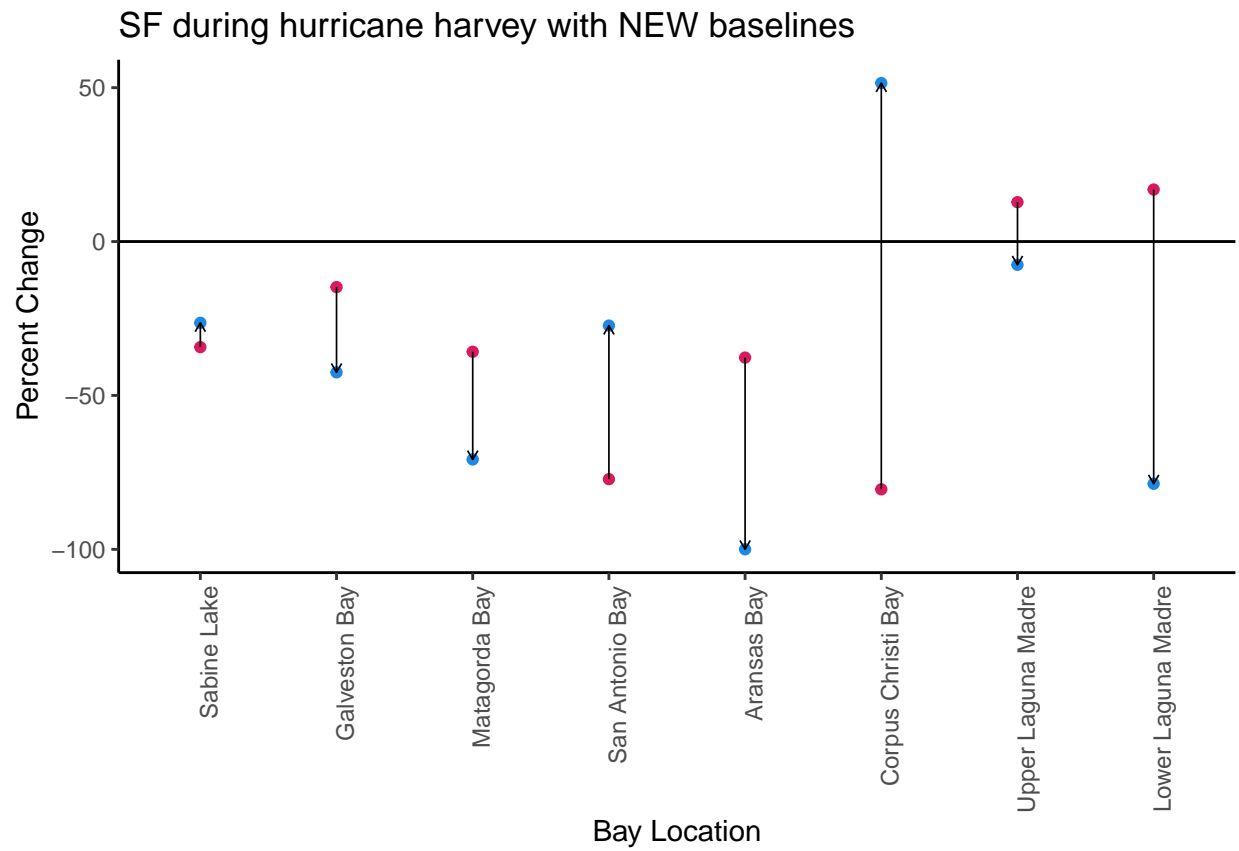 SF during hurricane harvey with NEW baselines
50
0
−50
−100
Percent Change
Sabine Lake
Galveston Bay
Matagorda Bay
San Antonio Bay
Aransas Bay
Corpus Christi Bay
Upper Laguna Madre
Lower Laguna Madre
Bay Location